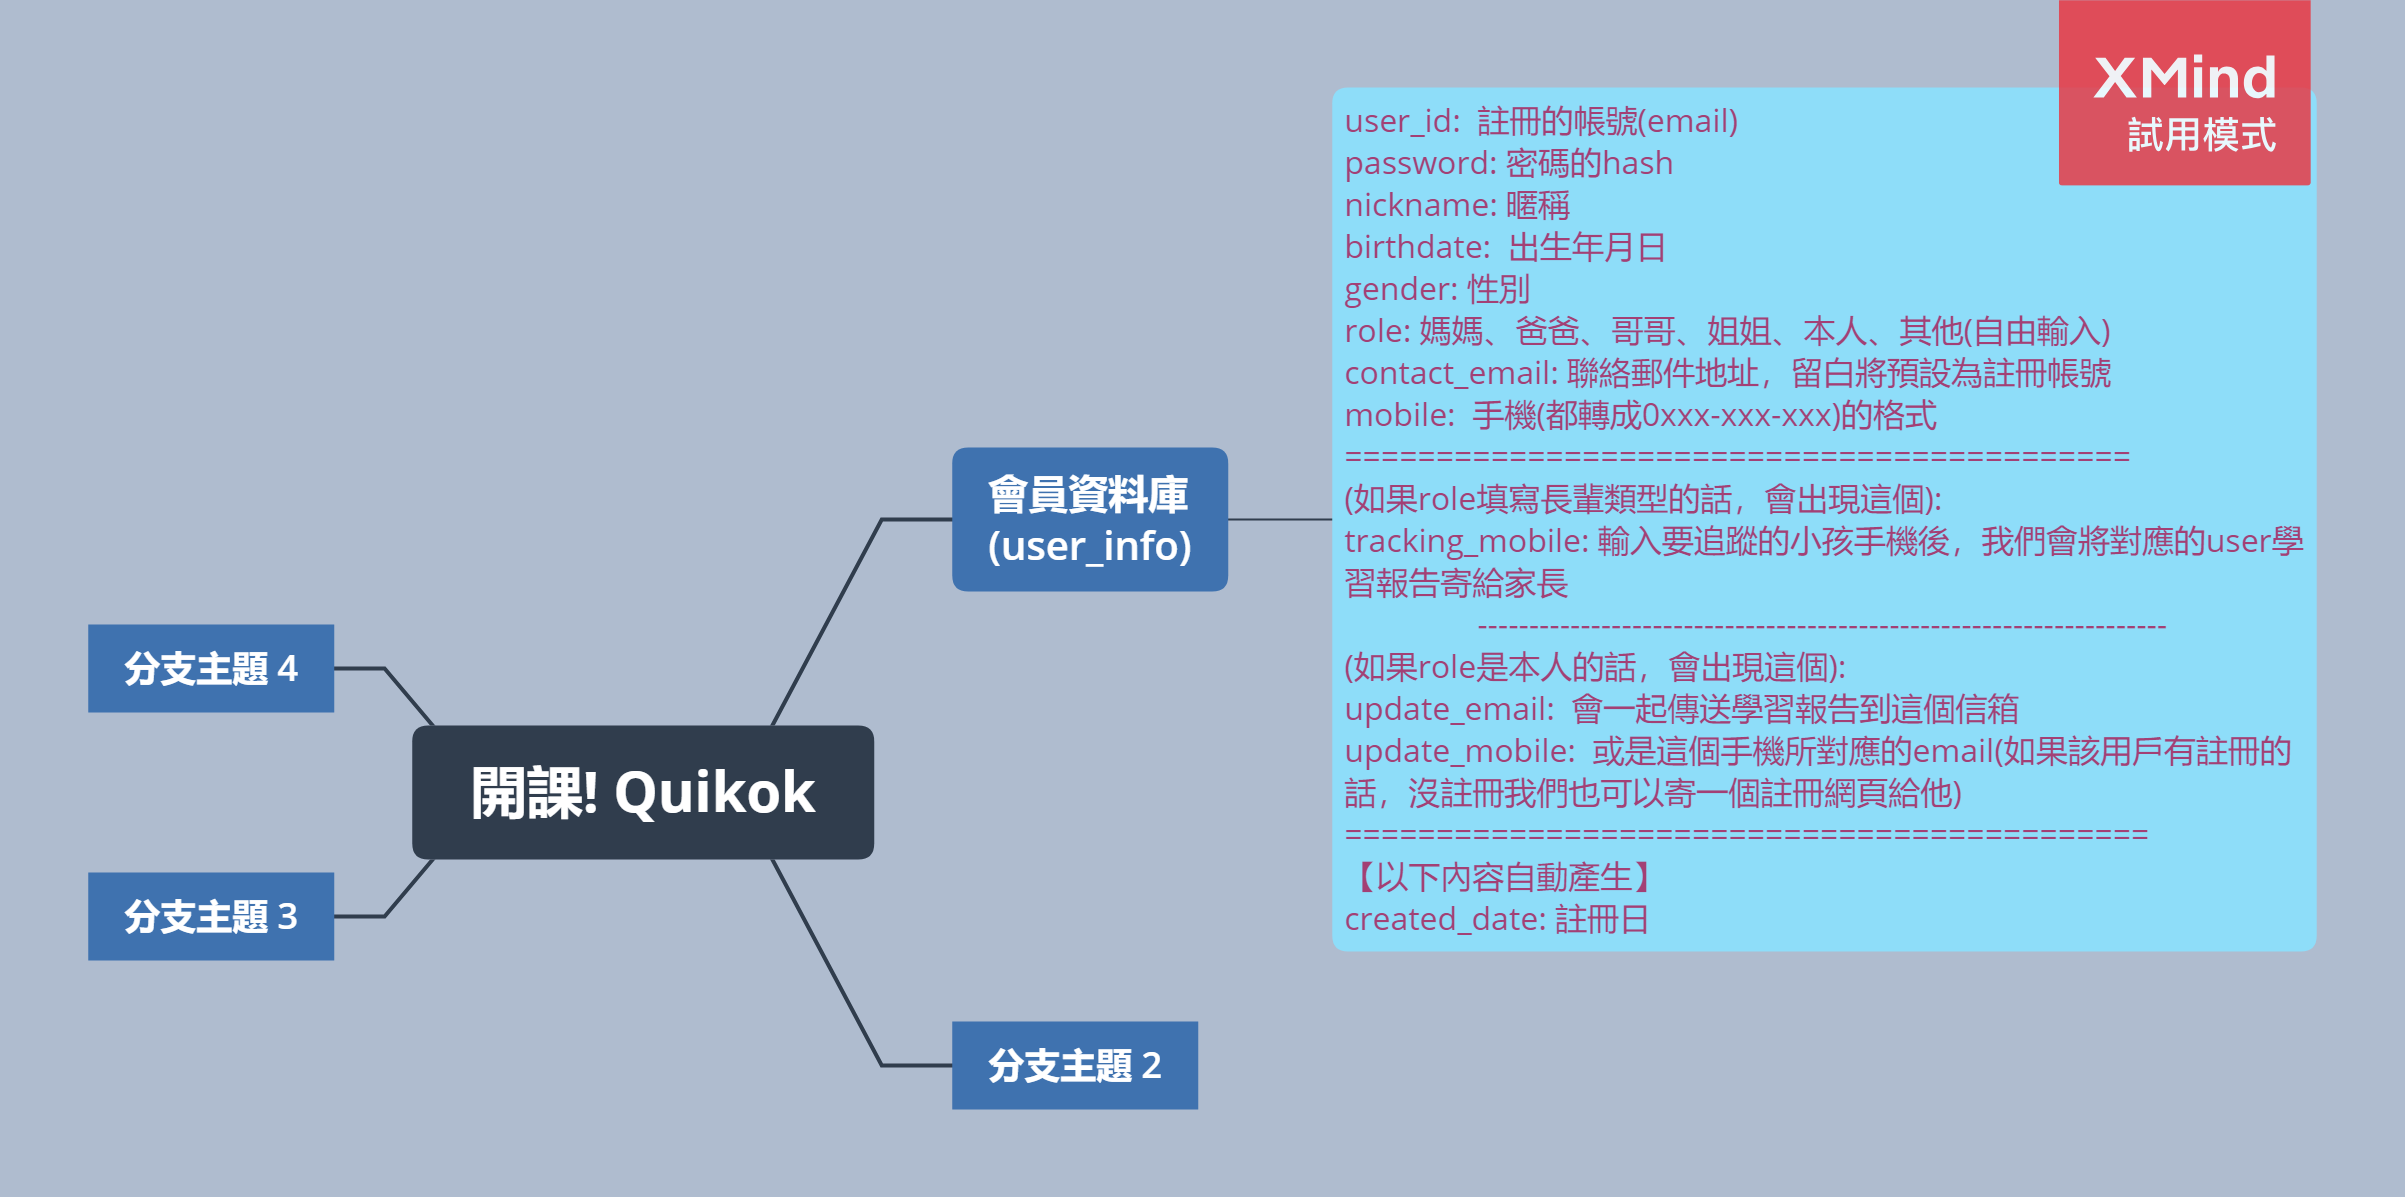 XMind
試用模式
user_id:  註冊的帳號(email)
password: 密碼的hash
nickname: 暱稱
birthdate:  出生年月日
gender: 性別
role: 媽媽、爸爸、哥哥、姐姐、本人、其他(自由輸入)
contact_email: 聯絡郵件地址，留白將預設為註冊帳號
mobile:  手機(都轉成0xxx-xxx-xxx)的格式
===========================================
(如果role填寫長輩類型的話，會出現這個):
tracking_mobile: 輸入要追蹤的小孩手機後，我們會將對應的user學
習報告寄給家長
-------------------------------------------------------------------
(如果role是本人的話，會出現這個):
update_email:  會一起傳送學習報告到這個信箱
update_mobile:  或是這個手機所對應的email(如果該用戶有註冊的
話，沒註冊我們也可以寄一個註冊網頁給他)
============================================
【以下內容自動產生】
created_date: 註冊日
會員資料庫
(user_info)
分支主題 4
開課! Quikok
分支主題 3
分支主題 2